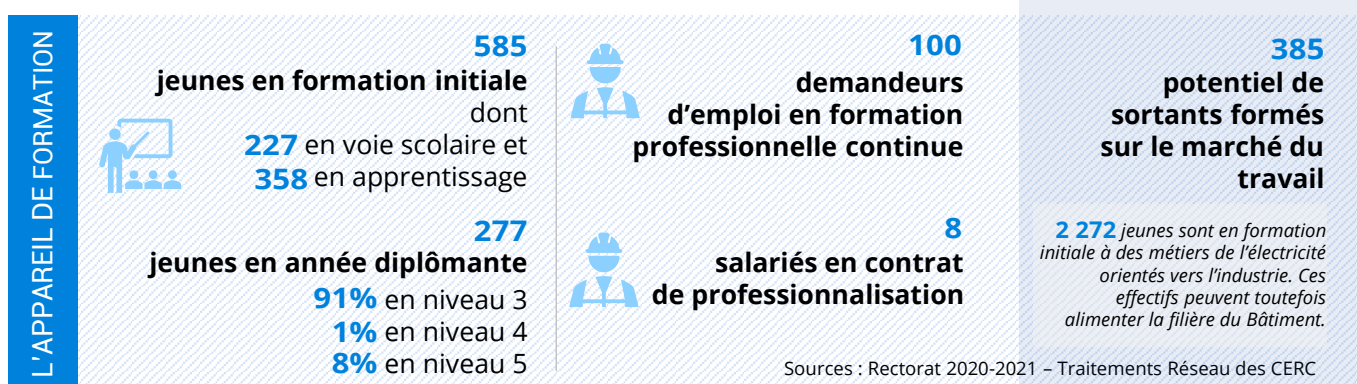 L'APPAREIL DE FORMATION
585
jeunes en formation initiale
dont
227 en voie scolaire et
358 en apprentissage
277
jeunes en année diplômante
91% en niveau 3
1% en niveau 4
8% en niveau 5
100
demandeurs
d'emploi en formation
professionnelle continue
8
salariés en contrat
de professionnalisation
385
potentiel de
sortants formés
sur le marché du
travail
2 272 jeunes sont en formation
initiale à des métiers de l'électricité
orientés vers l'industrie. Ces
effectifs peuvent toutefois
alimenter la filière du Bâtiment.
Sources : Rectorat 2020-2021 – Traitements Réseau des CERC